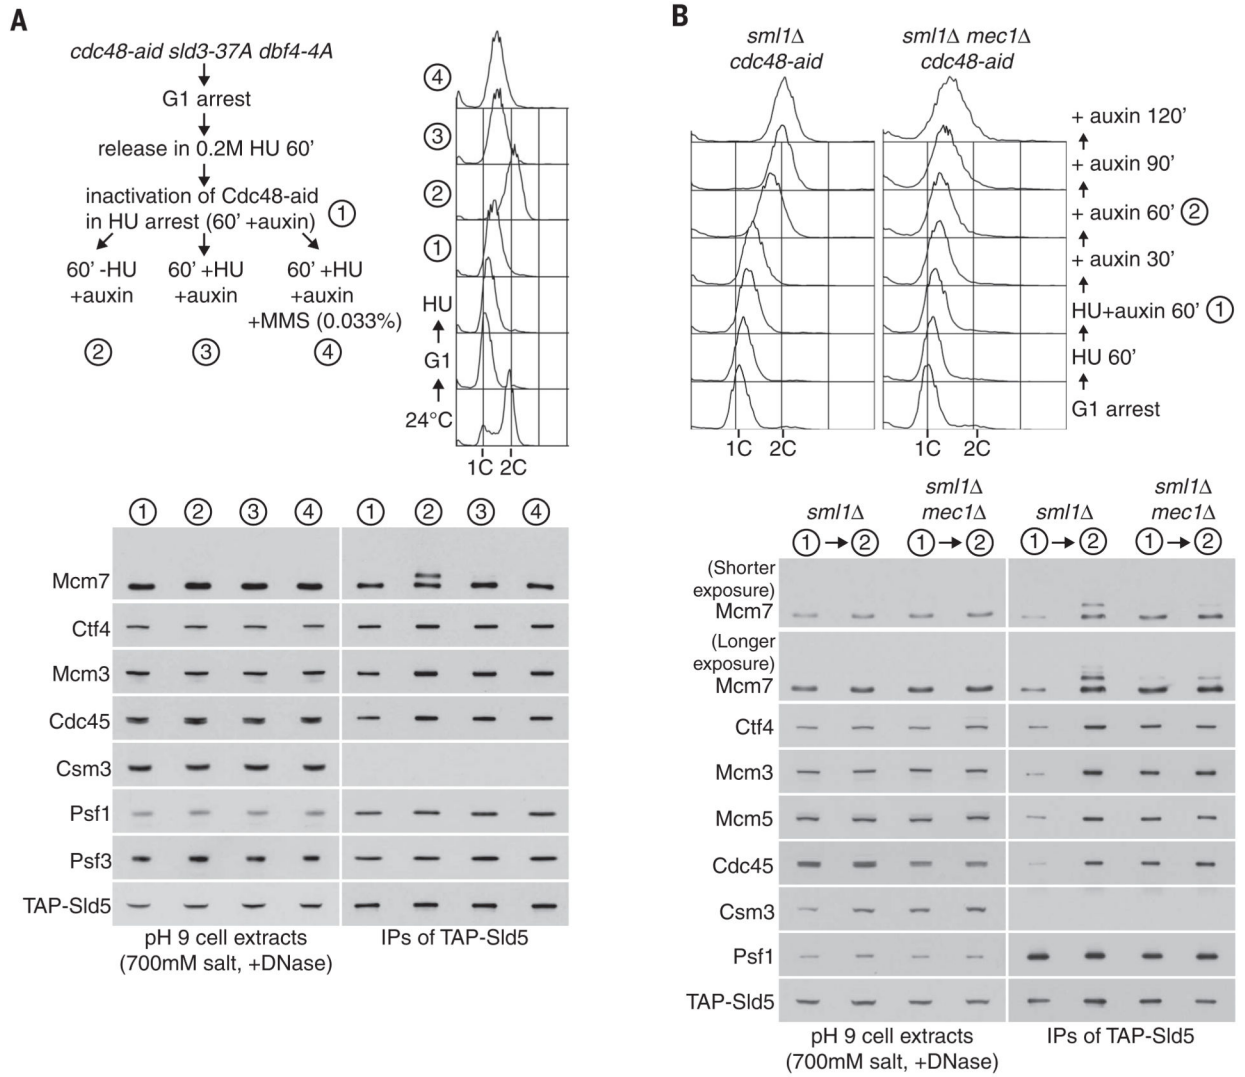 A
cdc48-aid sld3-37A dbf4-4A
G1 arrest
release in 0.2M HU 60′
inactivation of Cdc48-aid
in HU arrest (60′ +auxin) 1
60′ -HU 60′ +HU 60′ +HU
+auxin +auxin +auxin
+MMS (0.033%)
2 3 4
4
3
2
1
HU
G1
24°C
1C 2C
1 2 3 4 1 2 3 4
Mcm7
Ctf4
Mcm3
Cdc45
Csm3
Psf1
Psf3
TAP-Sld5
pH 9 cell extracts IPs of TAP-Sld5
(700mM salt, +DNase)
B
sml1Δ sml1Δ mec1Δ
cdc48-aid cdc48-aid
+ auxin 120′
+ auxin 90′
+ auxin 60′ 2
+ auxin 30′
HU+auxin 60′ 1
HU 60′
G1 arrest
1C 2C 1C 2C
sml1Δ sml1Δ
sml1Δ mec1Δ sml1Δ mec1Δ
1 2 1 2 1 2 1 2
(Shorter
exposure)
Mcm7
(Longer
exposure)
Mcm7
Ctf4
Mcm3
Mcm5
Cdc45
Csm3
Psf1
TAP-Sld5
pH 9 cell extracts IPs of TAP-Sld5
(700mM salt, +DNase)